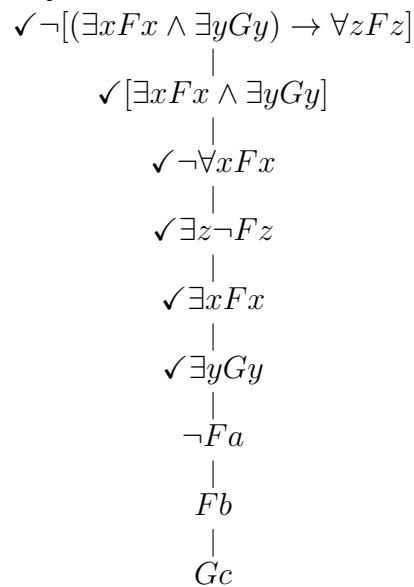 ✓¬[(∃xFx ∧ ∃yGy) → ∀zFz]
✓[∃xFx ∧ ∃yGy]
✓¬∀xFx
✓∃z¬Fz
✓∃xFx
✓∃yGy
¬Fa
Fb
Gc